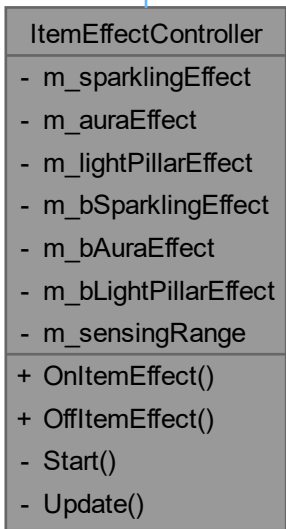 ItemEffectController
- m_sparklingEffect
- m_auraEffect
- m_lightPillarEffect
- m_bSparklingEffect
- m_bAuraEffect
- m_bLightPillarEffect
- m_sensingRange
+ OnItemEffect()
+ OffItemEffect()
- Start()
- Update()